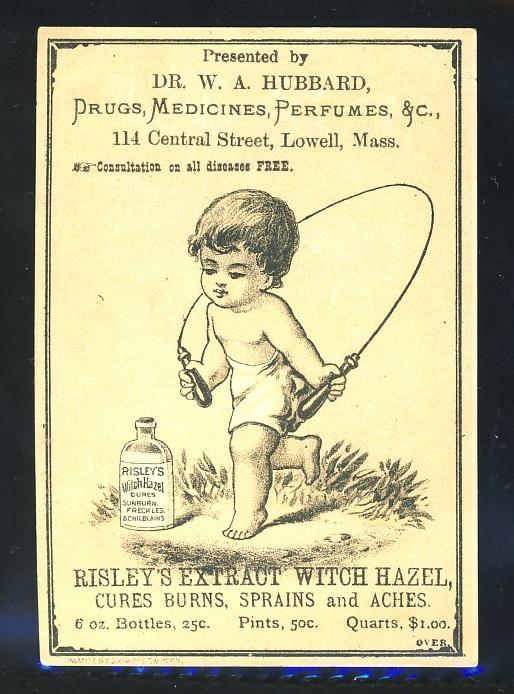 Presented by
DR. W. A. HUBBARD,
DRUGS, MEDICINES, PERFUMES, &C.,
114 Central Street, Lowell, Mass.
☞Consultation on all diseases FREE.
RISLEY'S
Witch Hazel
CURES
SUNBURN.
FRECKLES.
& CHILBLAINS
RISLEY'S EXTRACT WITCH HAZEL,
CURES BURNS, SPRAINS and ACHES.
6 oz. Bottles, 25c. Pints, 50c. Quarts, $1.00.
OVER.